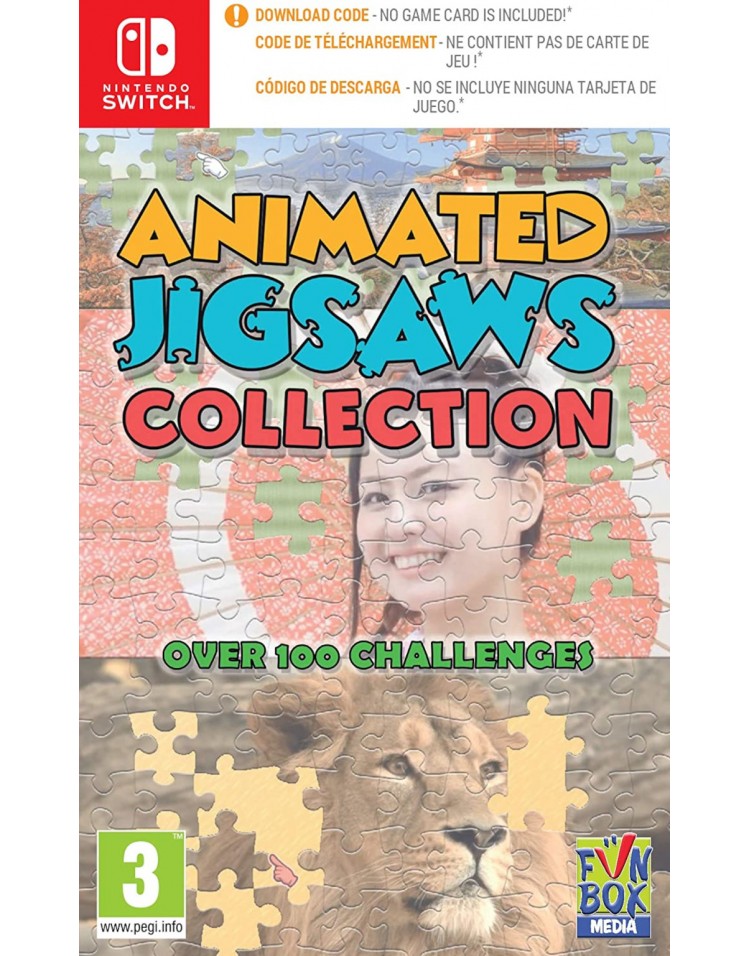 NINTENDO
SWITCH™
! DOWNLOAD CODE - NO GAME CARD IS INCLUDED!*
CODE DE TÉLÉCHARGEMENT - NE CONTIENT PAS DE CARTE DE
JEU !*
CÓDIGO DE DESCARGA - NO SE INCLUYE NINGUNA TARJETA DE
JUEGO.*
ANIMATED
JIGSAWS
COLLECTION
OVER 100 CHALLENGES
3™
www.pegi.info
FUN
BOX
MEDIA